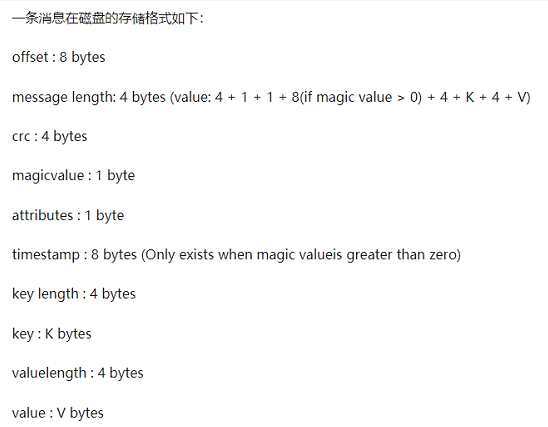 一条消息在磁盘的存储格式如下：
offset : 8 bytes
message length: 4 bytes (value: 4 + 1 + 1 + 8(if magic value > 0) + 4 + K + 4 + V)
crc : 4 bytes
magicvalue : 1 byte
attributes : 1 byte
timestamp : 8 bytes (Only exists when magic valueis greater than zero)
key length : 4 bytes
key : K bytes
valuelength : 4 bytes
value : V bytes